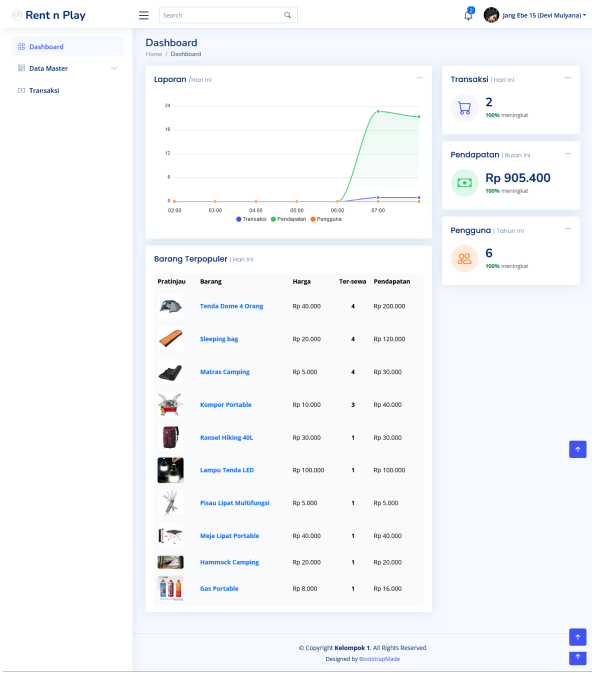 Rent n Play
Search
2
Jang Ebe 15 (Devi Mulyana)
Dashboard
Data Master
Transaksi
Dashboard
Home / Dashboard
Laporan /Hari ini
24
18
12
6
0
02:00 03:00 04:00 05:00 06:00 07:00
Transaksi Pendapatan Pengguna
Transaksi | Hari ini
2
100% meningkat
Pendapatan | Bulan ini
Rp 905.400
100% meningkat
Pengguna | Tahun ini
6
100% meningkat
Barang Terpopuler | Hari ini
Pratinjau Barang Harga Ter-sewa Pendapatan
Tenda Dome 4 Orang Rp 40.000 4 Rp 200.000
Sleeping bag Rp 20.000 4 Rp 120.000
Matras Camping Rp 5.000 4 Rp 30.000
Kompor Portable Rp 10.000 3 Rp 40.000
Ransel Hiking 40L Rp 30.000 1 Rp 30.000
Lampu Tenda LED Rp 100.000 1 Rp 100.000
Pisau Lipat Multifungsi Rp 5.000 1 Rp 5.000
Meja Lipat Portable Rp 40.000 1 Rp 40.000
Hammock Camping Rp 20.000 1 Rp 20.000
Gas Portable Rp 8.000 1 Rp 16.000
© Copyright Kelompok 1. All Rights Reserved
Designed by BootstrapMade